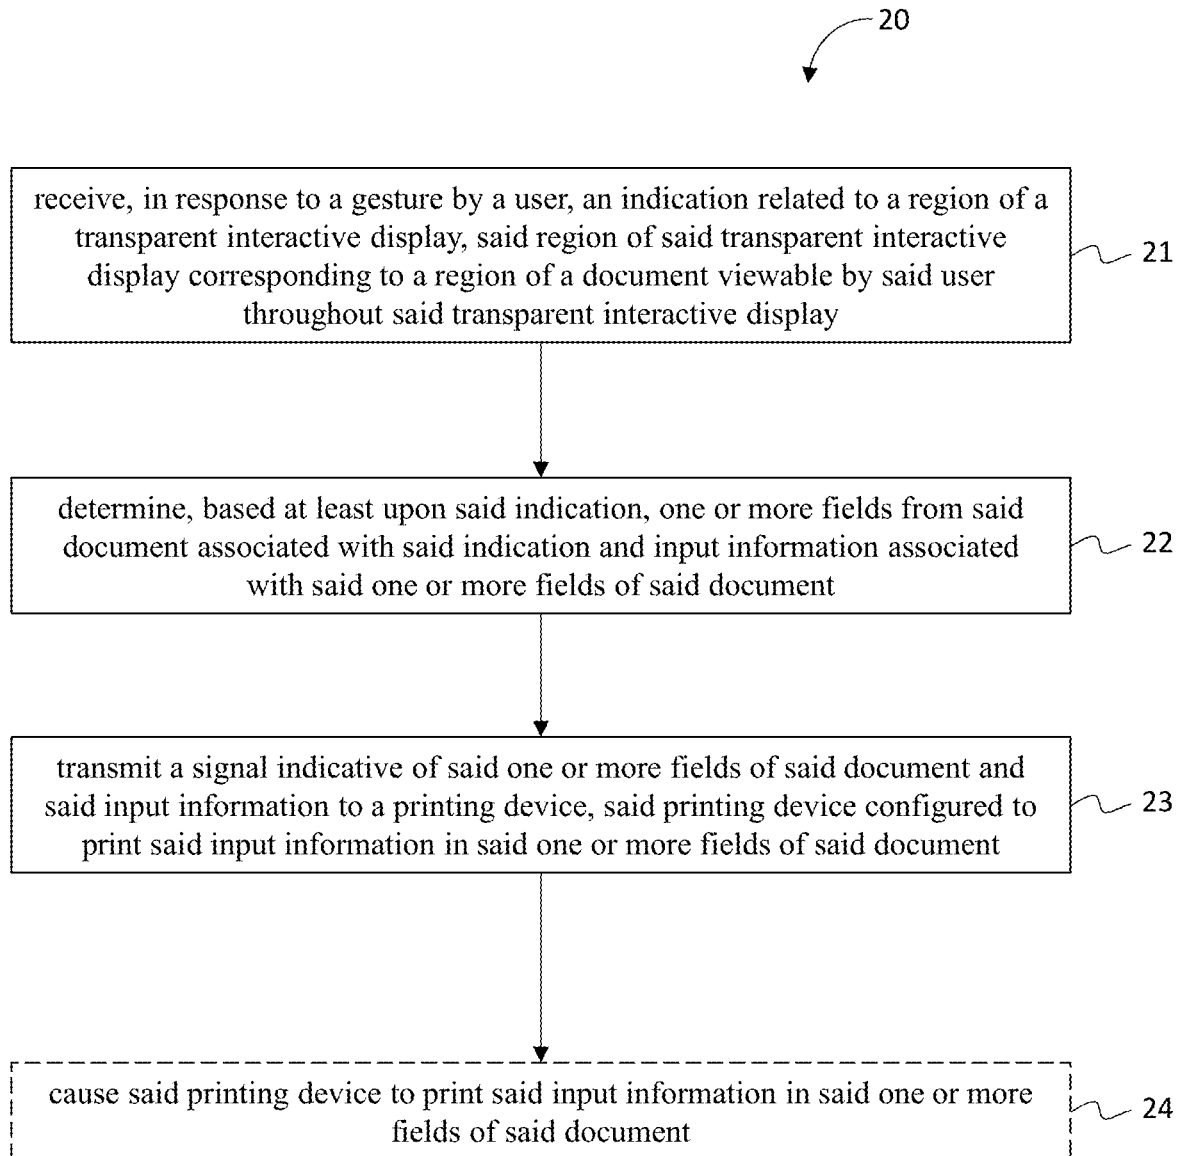 20
receive, in response to a gesture by a user, an indication related to a region of a
transparent interactive display, said region of said transparent interactive
display corresponding to a region of a document viewable by said user
throughout said transparent interactive display
21
determine, based at least upon said indication, one or more fields from said
document associated with said indication and input information associated
with said one or more fields of said document
22
transmit a signal indicative of said one or more fields of said document and
said input information to a printing device, said printing device configured to
print said input information in said one or more fields of said document
23
cause said printing device to print said input information in said one or more
fields of said document
24